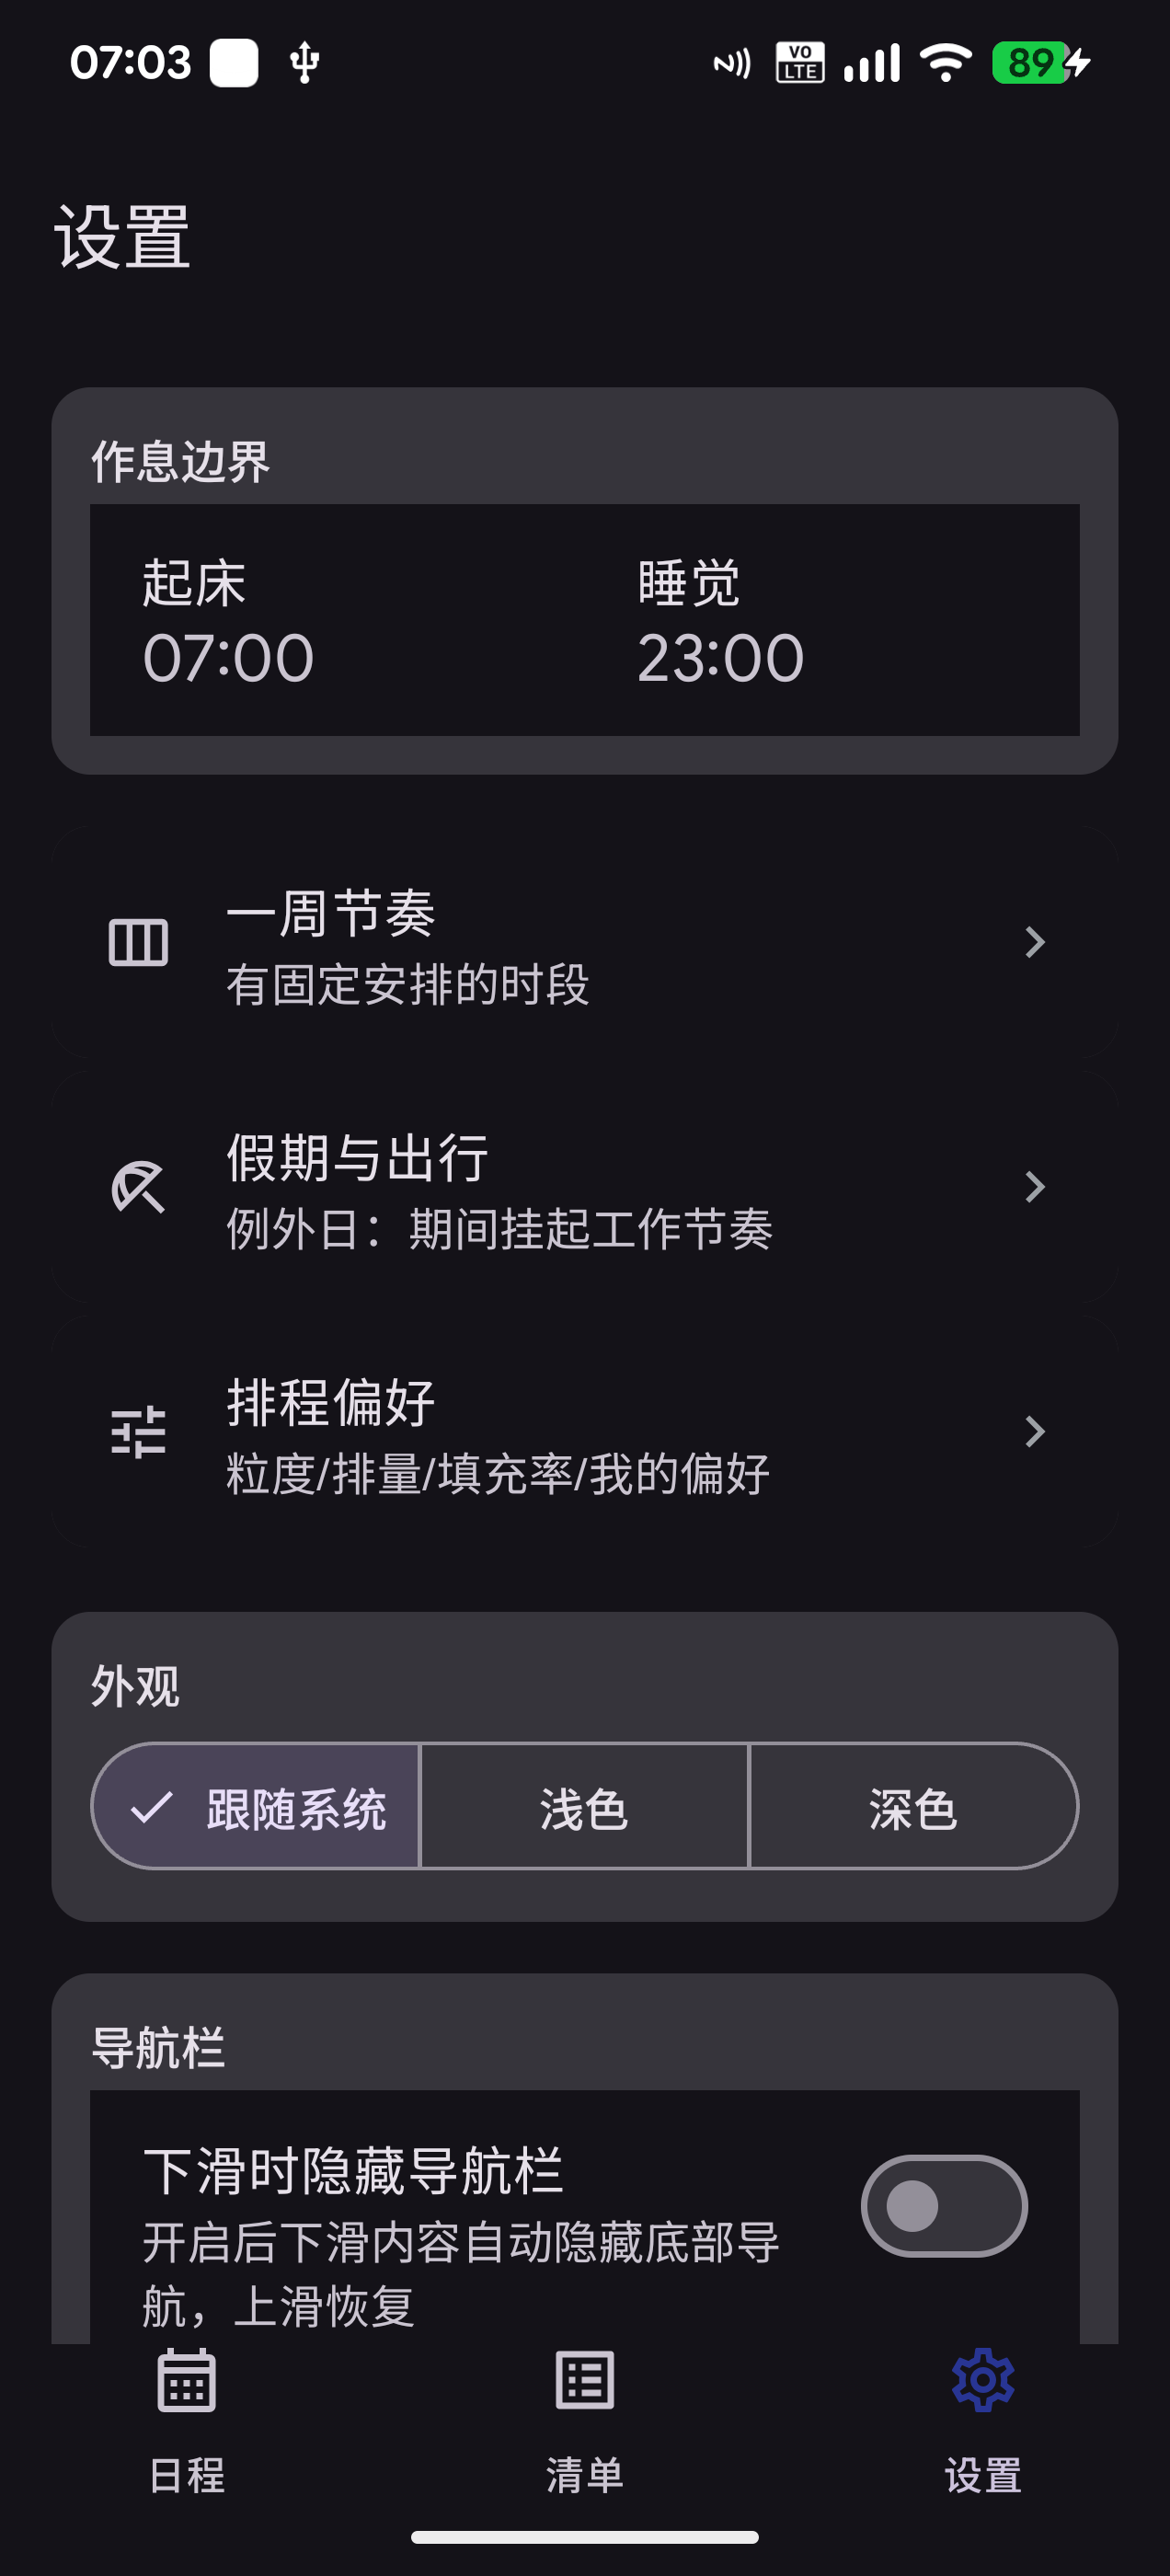 07:03
VO
LTE
89
设置
作息边界
起床
睡觉
07:00
23:00
一周节奏
有固定安排的时段
假期与出行
例外日：期间挂起工作节奏
排程偏好
粒度/排量/填充率/我的偏好
外观
跟随系统
浅色
深色
导航栏
下滑时隐藏导航栏
开启后下滑内容自动隐藏底部导
航，上滑恢复
日程
清单
设置